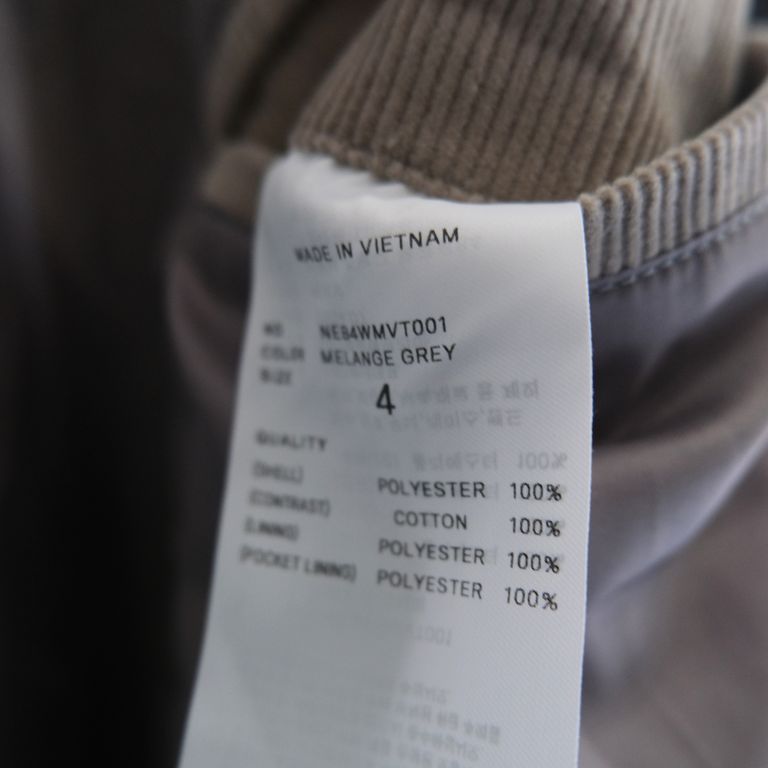 MADE IN VIETNAM
NE84WMVT001
COLOR MELANGE GREY
SIZE
4
QUALITY
(SHELL) POLYESTER 100%
(CONTRAST) COTTON 100%
(LINING) POLYESTER 100%
(POCKET LINING) POLYESTER 100%